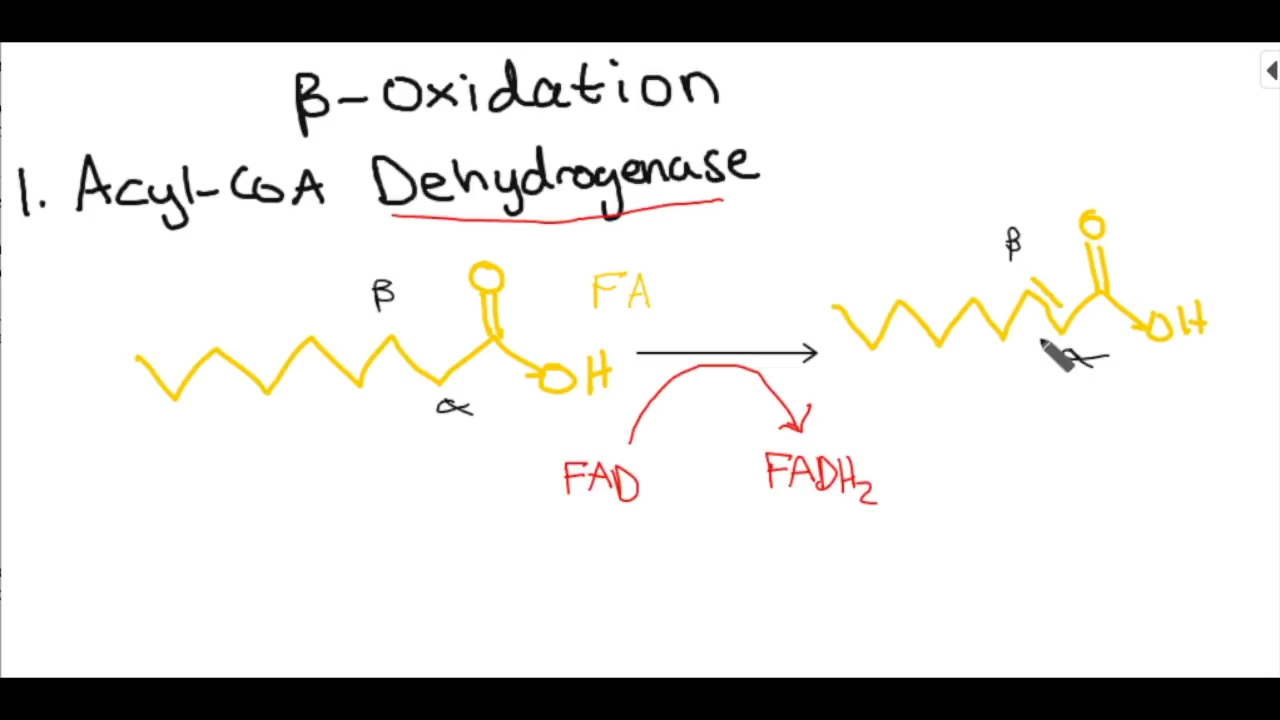 β-Oxidation
1. Acyl-CoA Dehydrogenase
β
O
FA
OH
α
β
O
OH
α
FAD
FADH₂